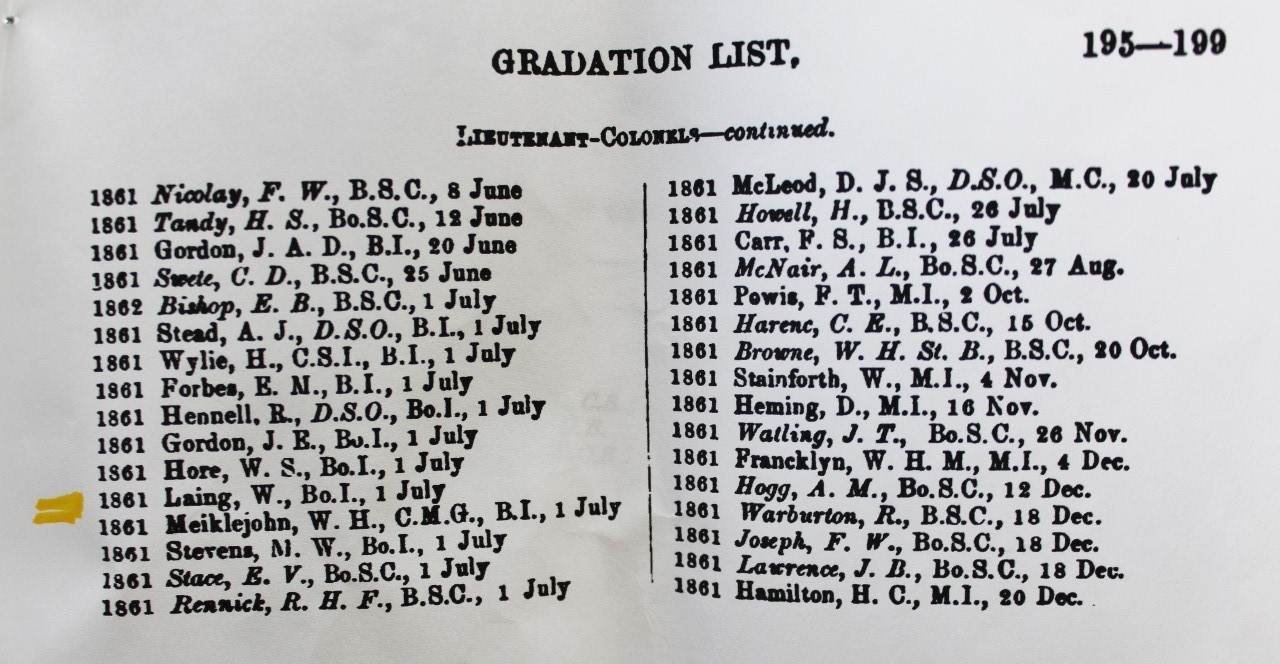 GRADATION LIST,
195—199
LIEUTENANT-COLONELS—continued.
1861 Nicolay, F. W., B.S.C., 8 June
1861 Tandy, H. S., Bo.S.C., 12 June
1861 Gordon, J. A. D., B.I., 20 June
1861 Swete, C. D., B.S.C., 25 June
1862 Bishop, E. B., B.S.C., 1 July
1861 Stead, A. J., D.S.O., B.I., 1 July
1861 Wylie, H., C.S.I., B.I., 1 July
1861 Forbes, E. M., B.I., 1 July
1861 Hennell, R., D.S.O., Bo.I., 1 July
1861 Gordon, J. E., Bo.I., 1 July
1861 Hore, W. S., Bo.I., 1 July
1861 Laing, W., Bo.I., 1 July
1861 Meiklejohn, W. H., C.M.G., B.I., 1 July
1861 Stevens, M. W., Bo.I., 1 July
1861 Stace, E. V., Bo.S.C., 1 July
1861 Rennick, R. H. F., B.S.C., 1 July
1861 McLeod, D. J. S., D.S.O., M.C., 20 July
1861 Howell, H., B.S.C., 26 July
1861 Carr, F. S., B.I., 26 July
1861 McNair, A. L., Bo.S.C., 27 Aug.
1861 Powis, F. T., M.I., 2 Oct.
1861 Harenc, C. E., B.S.C., 15 Oct.
1861 Browne, W. H. St. B., B.S.C., 20 Oct.
1861 Stainforth, W., M.I., 4 Nov.
1861 Heming, D., M.I., 16 Nov.
1861 Watling, J. T., Bo.S.C., 26 Nov.
1861 Francklyn, W. H. M., M.I., 4 Dec.
1861 Hogg, A. M., Bo.S.C., 12 Dec.
1861 Warburton, R., B.S.C., 18 Dec.
1861 Joseph, F. W., Bo.S.C., 18 Dec.
1861 Lawrence, J. B., Bo.S.C., 18 Dec.
1861 Hamilton, H. C., M.I., 20 Dec.